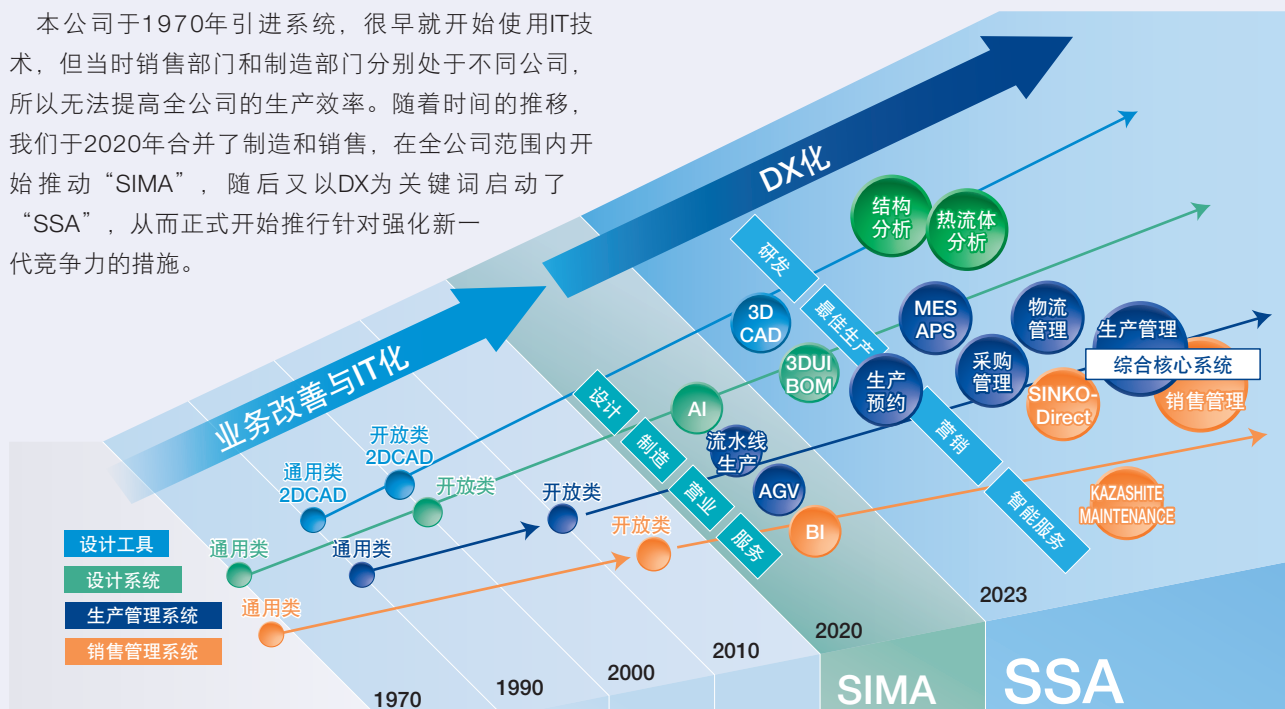 本公司于1970年引进系统，很早就开始使用IT技
术，但当时销售部门和制造部门分别处于不同公司，
所以无法提高全公司的生产效率。随着时间的推移，
我们于2020年合并了制造和销售，在全公司范围内开
始推动“SIMA”，随后又以DX为关键词启动了
“SSA”，从而正式开始推行针对强化新一
代竞争力的措施。
DX化
业务改善与IT化
结构
分析
热流体
分析
研发
最佳生产
营销
智能服务
3D
CAD
3DUI
BOM
MES
APS
物流
管理
生产管理
综合核心系统
销售管理
采购
管理
生产
预约
SINKO-
Direct
KAZASHITE
MAINTENANCE
设计
制造
营业
服务
AI
流水线
生产
AGV
BI
开放类
2DCAD
通用类
2DCAD
开放类
开放类
开放类
通用类
通用类
通用类
设计工具
设计系统
生产管理系统
销售管理系统
1970
1990
2000
2010
2020
2023
SIMA
SSA